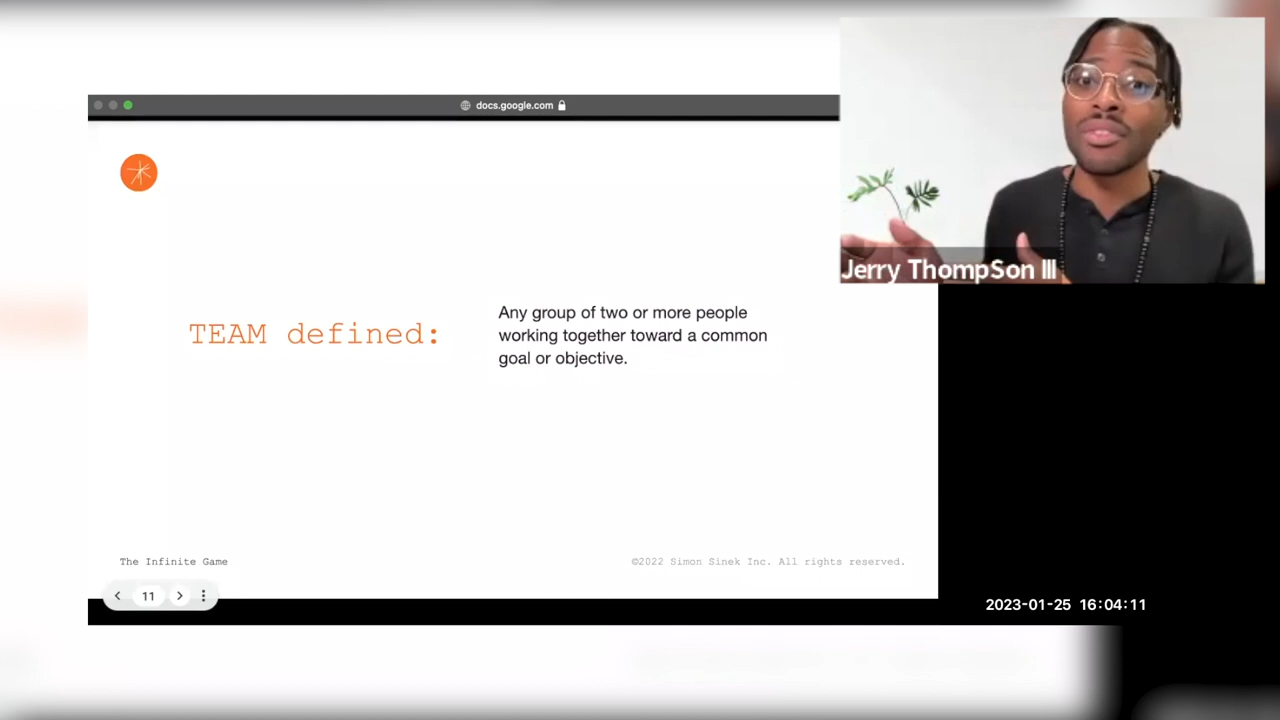 docs.google.com
Jerry ThompSon III
TEAM defined:
Any group of two or more people
working together toward a common
goal or objective.
The Infinite Game
©2022 Simon Sinek Inc. All rights reserved.
11
2023-01-25 16:04:11